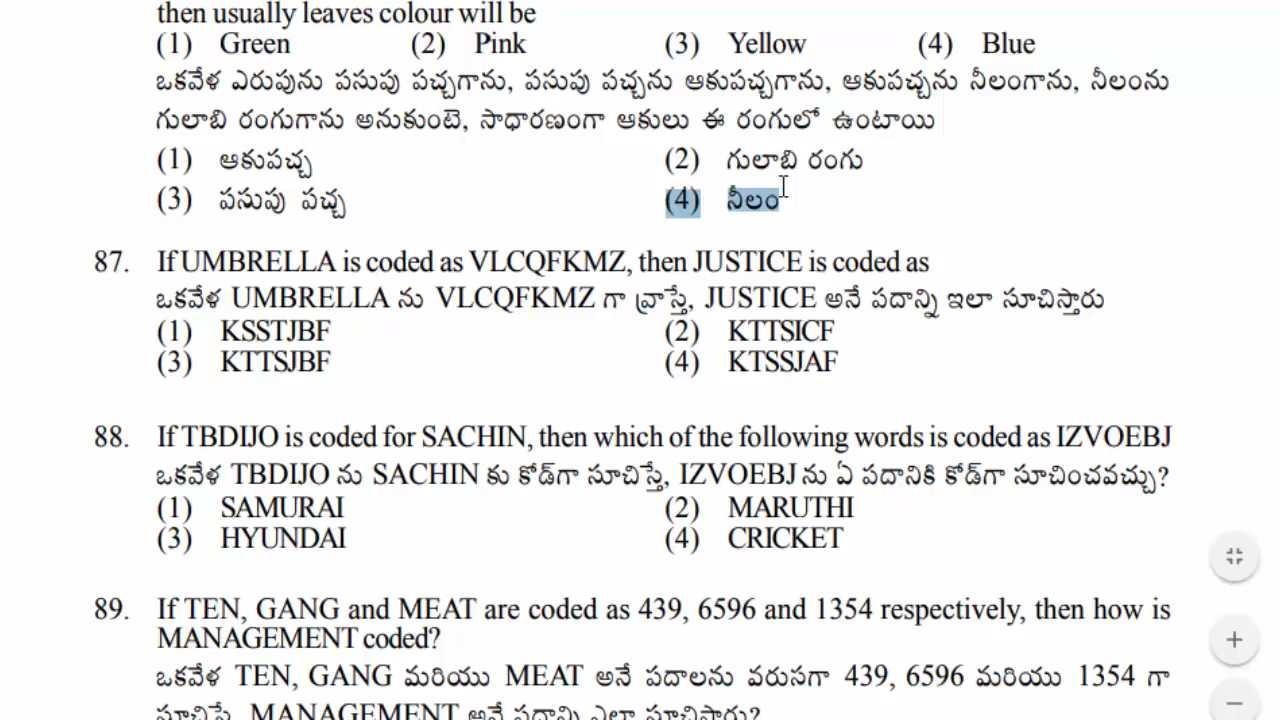 then usually leaves colour will be
(1) Green (2) Pink (3) Yellow (4) Blue
ఒకవేళ ఎరుపును పసుపు పచ్చగాను, పసుపు పచ్చను ఆకుపచ్చగాను, ఆకుపచ్చను నీలంగాను, నీలంను
గులాబి రంగుగాను అనుకుంటె, సాధారణంగా ఆకులు ఈ రంగులో ఉంటాయి
(1) ఆకుపచ్చ (2) గులాబి రంగు
(3) పసుపు పచ్చ (4) నీలం
87. If UMBRELLA is coded as VLCQFKMZ, then JUSTICE is coded as
ఒకవేళ UMBRELLA ను VLCQFKMZ గా వ్రాస్తే, JUSTICE అనే పదాన్ని ఇలా సూచిస్తారు
(1) KSSTJBF (2) KTTSICF
(3) KTTSJBF (4) KTSSJAF
88. If TBDIJO is coded for SACHIN, then which of the following words is coded as IZVOEBJ
ఒకవేళ TBDIJO ను SACHIN కు కోడ్‌గా సూచిస్తే, IZVOEBJ ను ఏ పదానికి కోడ్‌గా సూచించవచ్చు?
(1) SAMURAI (2) MARUTHI
(3) HYUNDAI (4) CRICKET
89. If TEN, GANG and MEAT are coded as 439, 6596 and 1354 respectively, then how is
MANAGEMENT coded?
ఒకవేళ TEN, GANG మరియు MEAT అనే పదాలను వరుసగా 439, 6596 మరియు 1354 గా
సూచిస్తే, MANAGEMENT అనే పదాన్ని ఎలా సూచిస్తారు?